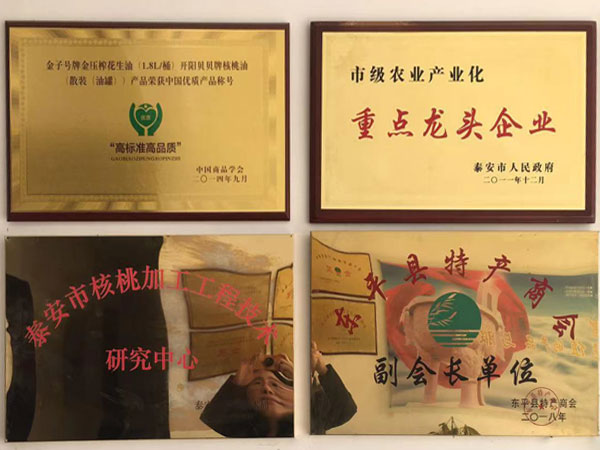 金子号牌金压榨花生油（1.8L/桶）开阳贝贝牌核桃油
（散装〔油罐〕）产品荣获中国优质产品称号
“高标准高品质”
GAOBIAOZHUNGAOPINZHI
中国商品学会
二〇一四年九月
市级农业产业化
重点龙头企业
泰安市人民政府
二〇一一年十二月
泰安市核桃加工工程技术
研究中心
东平县特产商会
副会长单位
东平县特产商会
二〇一八年